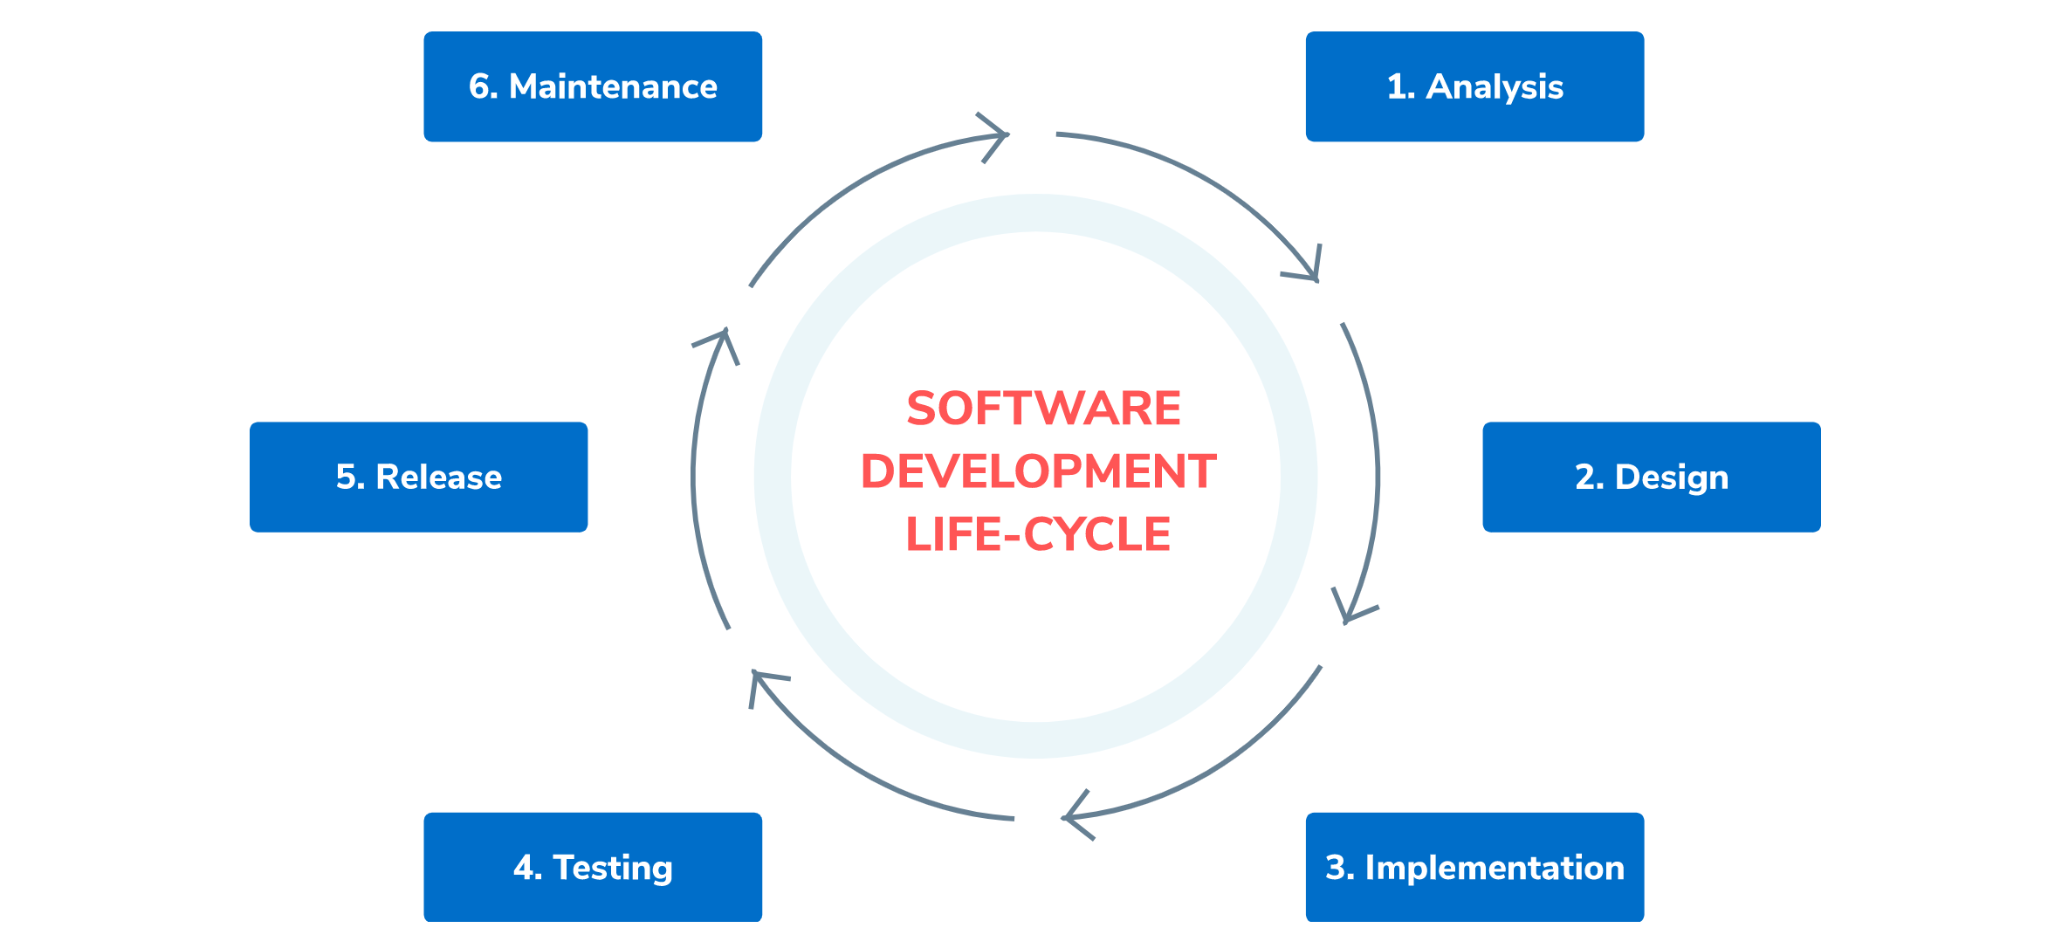 SOFTWARE
DEVELOPMENT
LIFE-CYCLE
1. Analysis
2. Design
3. Implementation
4. Testing
5. Release
6. Maintenance